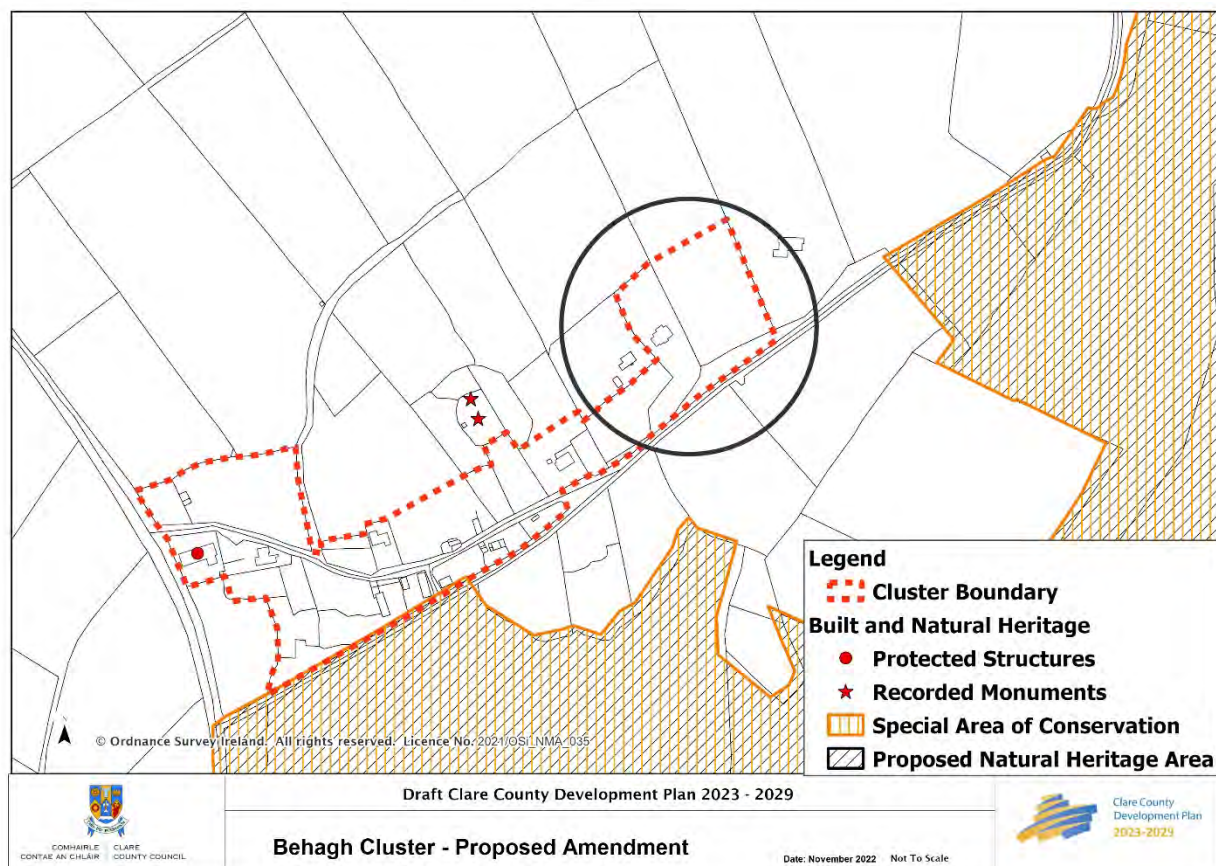 Legend
Cluster Boundary
Built and Natural Heritage
Protected Structures
Recorded Monuments
Special Area of Conservation
Proposed Natural Heritage Area
© Ordnance Survey Ireland. All rights reserved. Licence No. 2021/OSi_NMA_035
Draft Clare County Development Plan 2023 - 2029
Behagh Cluster - Proposed Amendment
Date: November 2022 Not To Scale
COMHAIRLE CONTAE AN CHLÁIR
CLARE COUNTY COUNCIL
Clare County
Development Plan
2023-2029